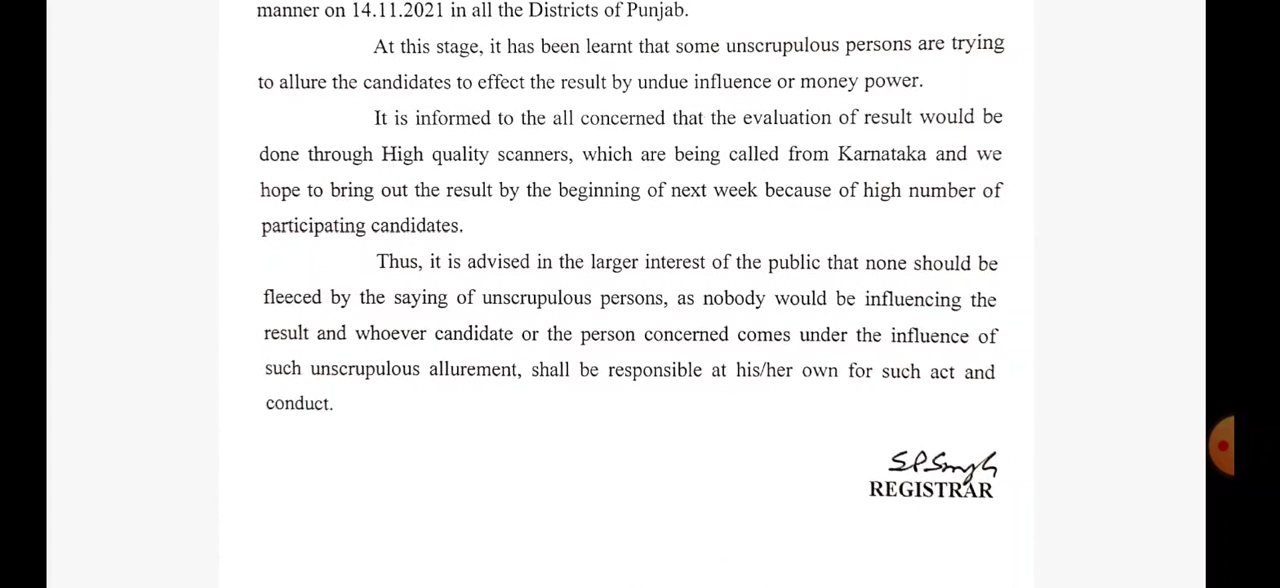 manner on 14.11.2021 in all the Districts of Punjab.
At this stage, it has been learnt that some unscrupulous persons are trying
to allure the candidates to effect the result by undue influence or money power.
It is informed to the all concerned that the evaluation of result would be
done through High quality scanners, which are being called from Karnataka and we
hope to bring out the result by the beginning of next week because of high number of
participating candidates.
Thus, it is advised in the larger interest of the public that none should be
fleeced by the saying of unscrupulous persons, as nobody would be influencing the
result and whoever candidate or the person concerned comes under the influence of
such unscrupulous allurement, shall be responsible at his/her own for such act and
conduct.
SPSingh
REGISTRAR